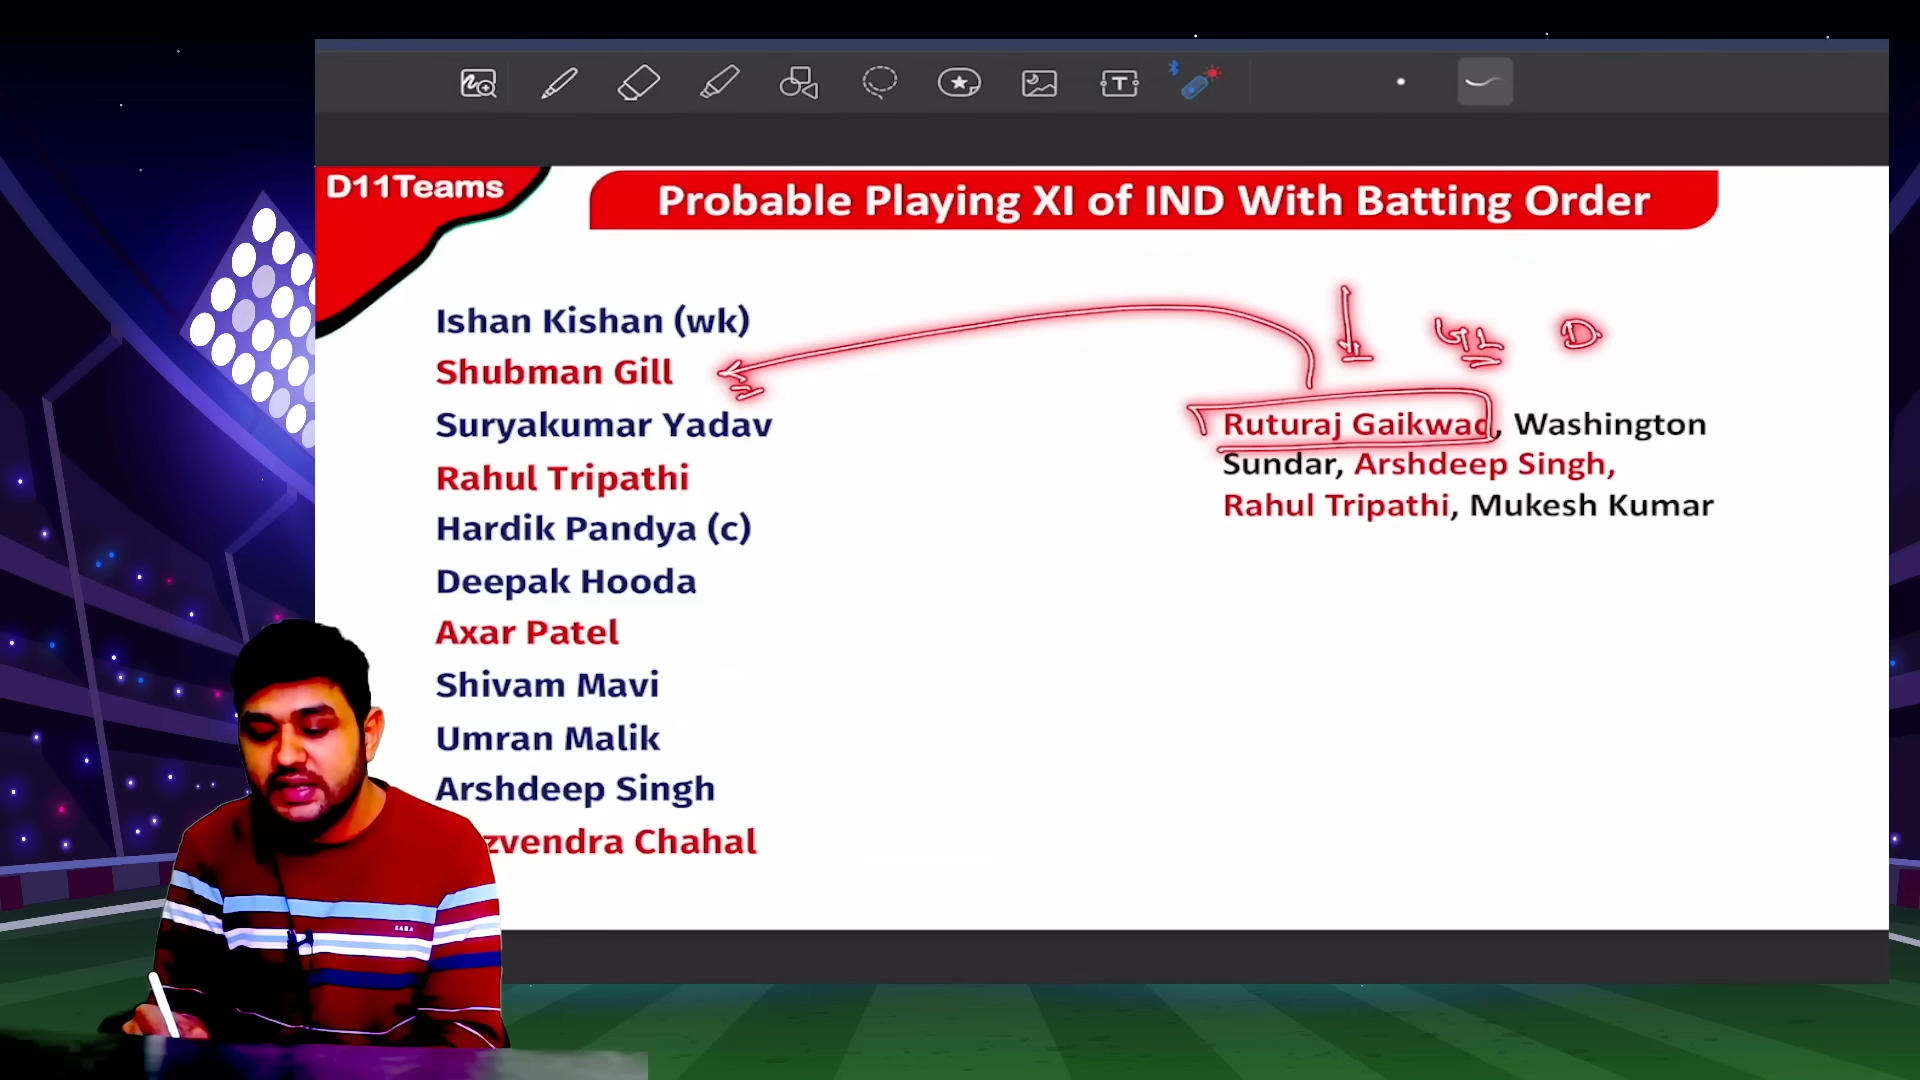 D11Teams
Probable Playing XI of IND With Batting Order
Ishan Kishan (wk)
Shubman Gill
Suryakumar Yadav
Rahul Tripathi
Hardik Pandya (c)
Deepak Hooda
Axar Patel
Shivam Mavi
Umran Malik
Arshdeep Singh
zvendra Chahal
D
Ruturaj Gaikwad, Washington
Sundar, Arshdeep Singh,
Rahul Tripathi, Mukesh Kumar